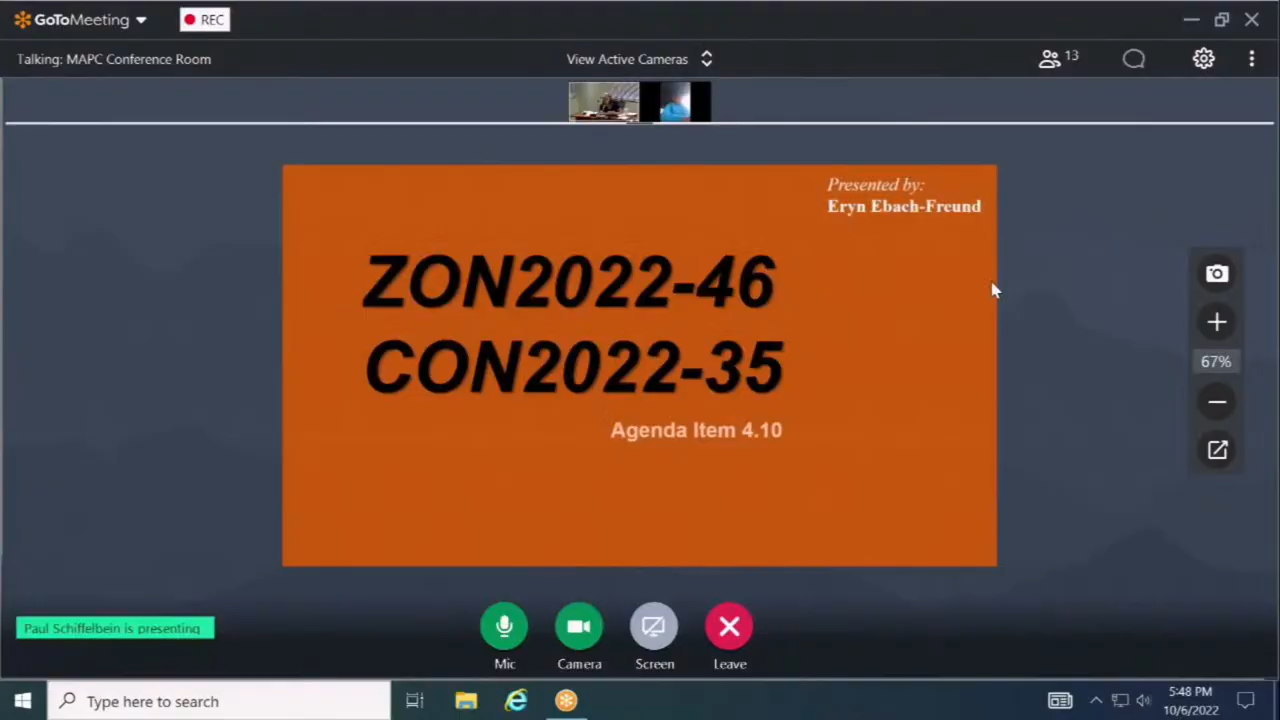 GoToMeeting
REC
Talking: MAPC Conference Room
View Active Cameras
13
Presented by:
Eryn Ebach-Freund
ZON2022-46
CON2022-35
Agenda Item 4.10
67%
Paul Schiffelbein is presenting
Mic
Camera
Screen
Leave
Type here to search
5:48 PM
10/6/2022